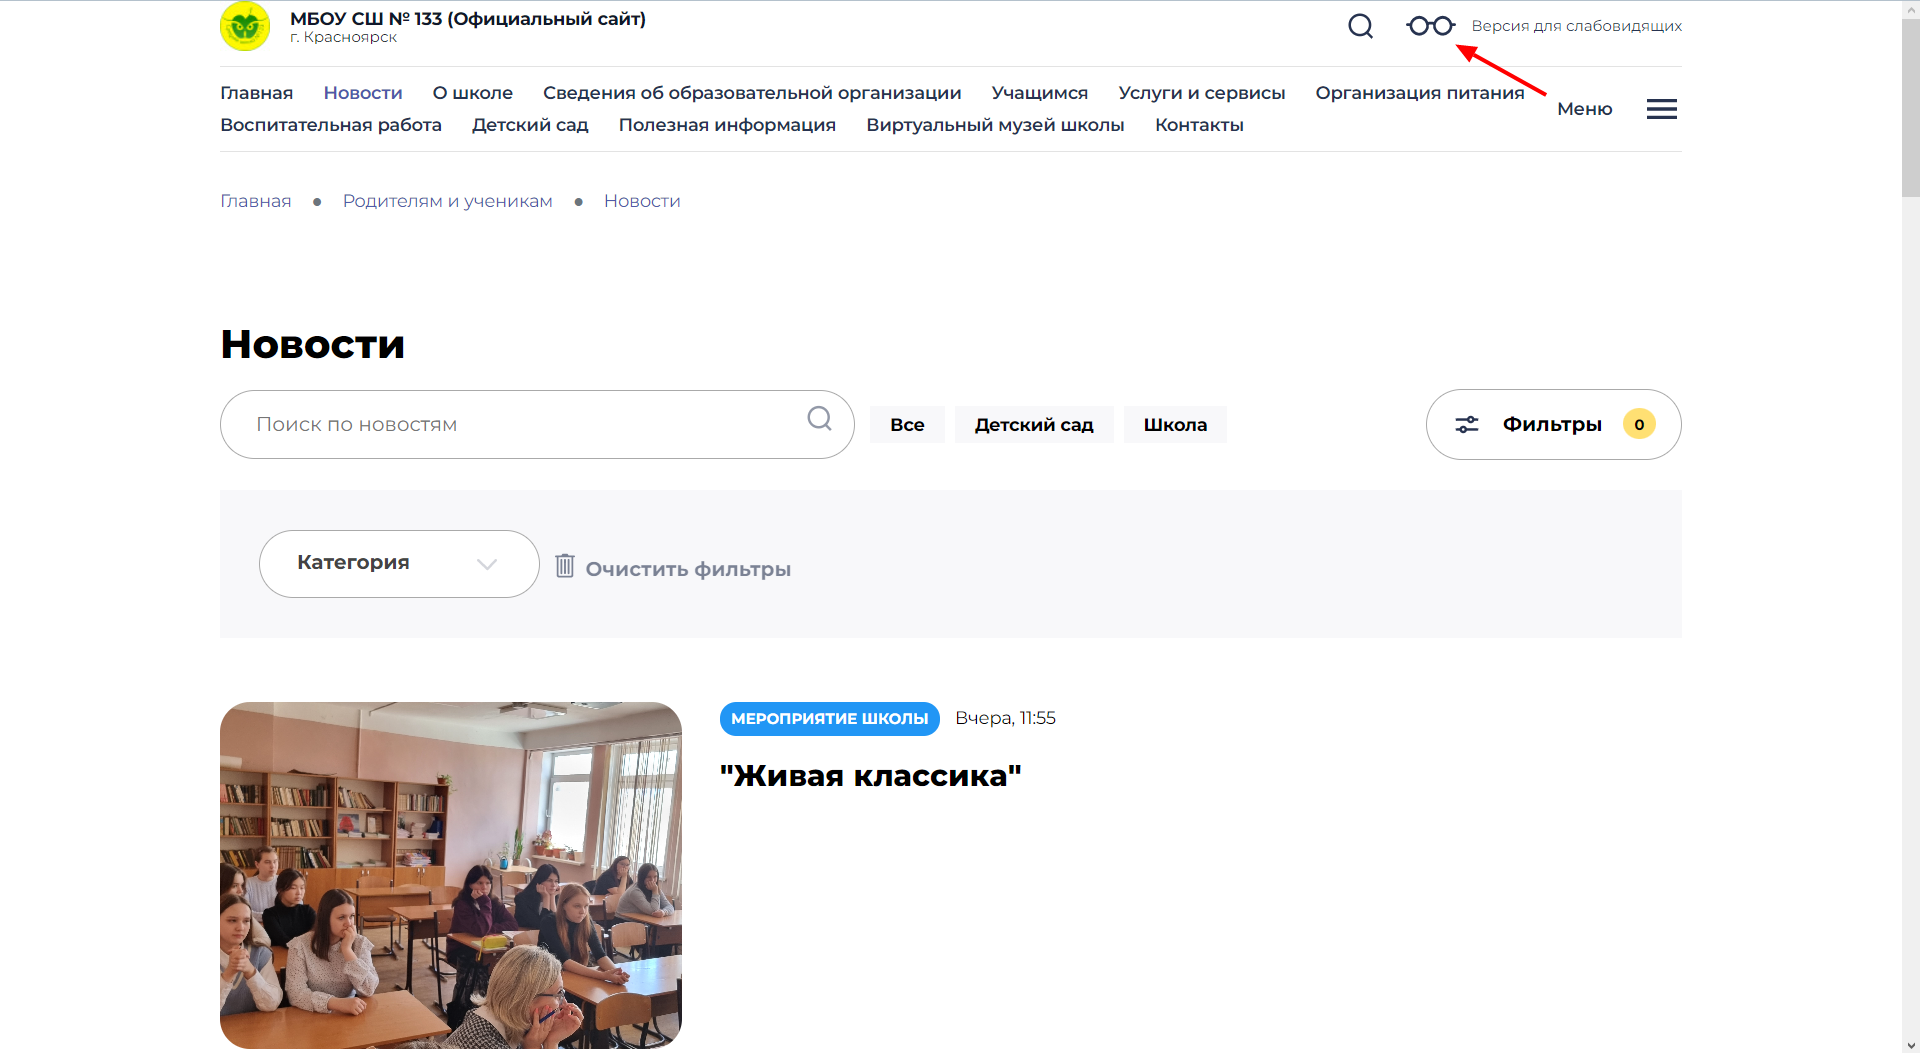 МБОУ СШ № 133 (Официальный сайт)
г. Красноярск
Версия для слабовидящих
Главная Новости О школе Сведения об образовательной организации Учащимся Услуги и сервисы Организация питания
Воспитательная работа Детский сад Полезная информация Виртуальный музей школы Контакты
Меню
Главная ● Родителям и ученикам ● Новости
Новости
Поиск по новостям
Все Детский сад Школа
Фильтры 0
Категория
Очистить фильтры
МЕРОПРИЯТИЕ ШКОЛЫ Вчера, 11:55
"Живая классика"